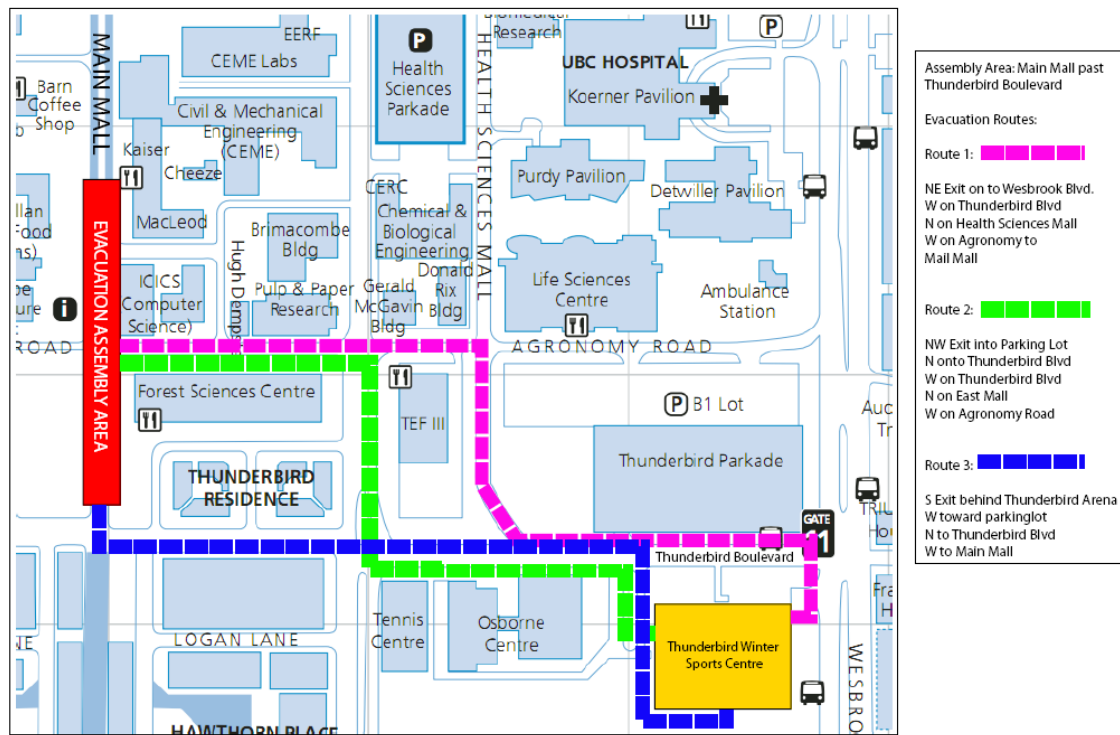 EERF
CEME Labs
MAIN MALL
Barn
Coffee
Shop
Civil & Mechanical
Engineering
(CEME)
Kaiser
Cheeze
MacLeod
P
Health
Sciences
Parkade
HEALTH SCIENCES MALL
Research
UBC HOSPITAL
Koerner Pavilion
P
Purdy Pavilion
Detwiller Pavilion
CERC
Chemical &
Biological
Engineering
Brimacombe
Bldg
EVACUATION ASSEMBLY AREA
ICICS
Computer
Science)
Pulp & Paper
Research
Gerald
McGavin
Bldg
Donald
Rix
Bldg
Life Sciences
Centre
Ambulance
Station
i
ROAD
AGRONOMY ROAD
Forest Sciences Centre
TEF III
P B1 Lot
THUNDERBIRD
RESIDENCE
Thunderbird Parkade
GATE
11
Thunderbird Boulevard
Tennis
Centre
Osborne
Centre
LOGAN LANE
Thunderbird Winter
Sports Centre
HAWTHORN PLACE
Assembly Area: Main Mall past
Thunderbird Boulevard
Evacuation Routes:
Route 1:
NE Exit on to Wesbrook Blvd.
W on Thunderbird Blvd
N on Health Sciences Mall
W on Agronomy to
Mail Mall
Route 2:
NW Exit into Parking Lot
N onto Thunderbird Blvd
W on Thunderbird Blvd
N on East Mall
W on Agronomy Road
Route 3:
S Exit behind Thunderbird Arena
W toward parkinglot
N to Thunderbird Blvd
W to Main Mall